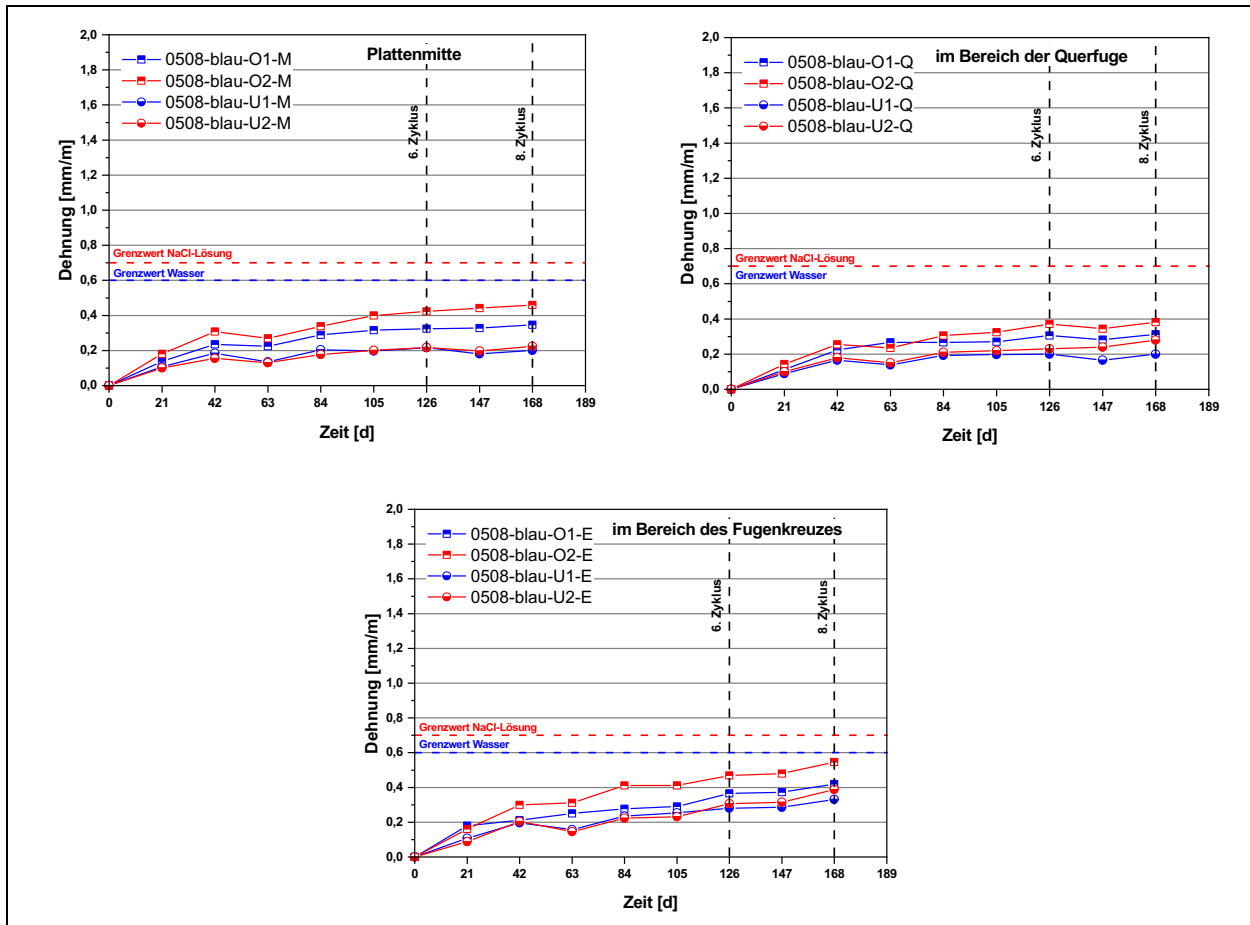 Plattenmitte
0508-blau-O1-M
0508-blau-O2-M
0508-blau-U1-M
0508-blau-U2-M
6. Zyklus
8. Zyklus
Grenzwert NaCl-Lösung
Grenzwert Wasser
Dehnung [mm/m]
2,0
1,8
1,6
1,4
1,2
1,0
0,8
0,6
0,4
0,2
0,0
0 21 42 63 84 105 126 147 168 189
Zeit [d]
im Bereich der Querfuge
0508-blau-O1-Q
0508-blau-O2-Q
0508-blau-U1-Q
0508-blau-U2-Q
6. Zyklus
8. Zyklus
Grenzwert NaCl-Lösung
Grenzwert Wasser
Dehnung [mm/m]
2,0
1,8
1,6
1,4
1,2
1,0
0,8
0,6
0,4
0,2
0,0
0 21 42 63 84 105 126 147 168 189
Zeit [d]
im Bereich des Fugenkreuzes
0508-blau-O1-E
0508-blau-O2-E
0508-blau-U1-E
0508-blau-U2-E
6. Zyklus
8. Zyklus
Grenzwert NaCl-Lösung
Grenzwert Wasser
Dehnung [mm/m]
2,0
1,8
1,6
1,4
1,2
1,0
0,8
0,6
0,4
0,2
0,0
0 21 42 63 84 105 126 147 168 189
Zeit [d]